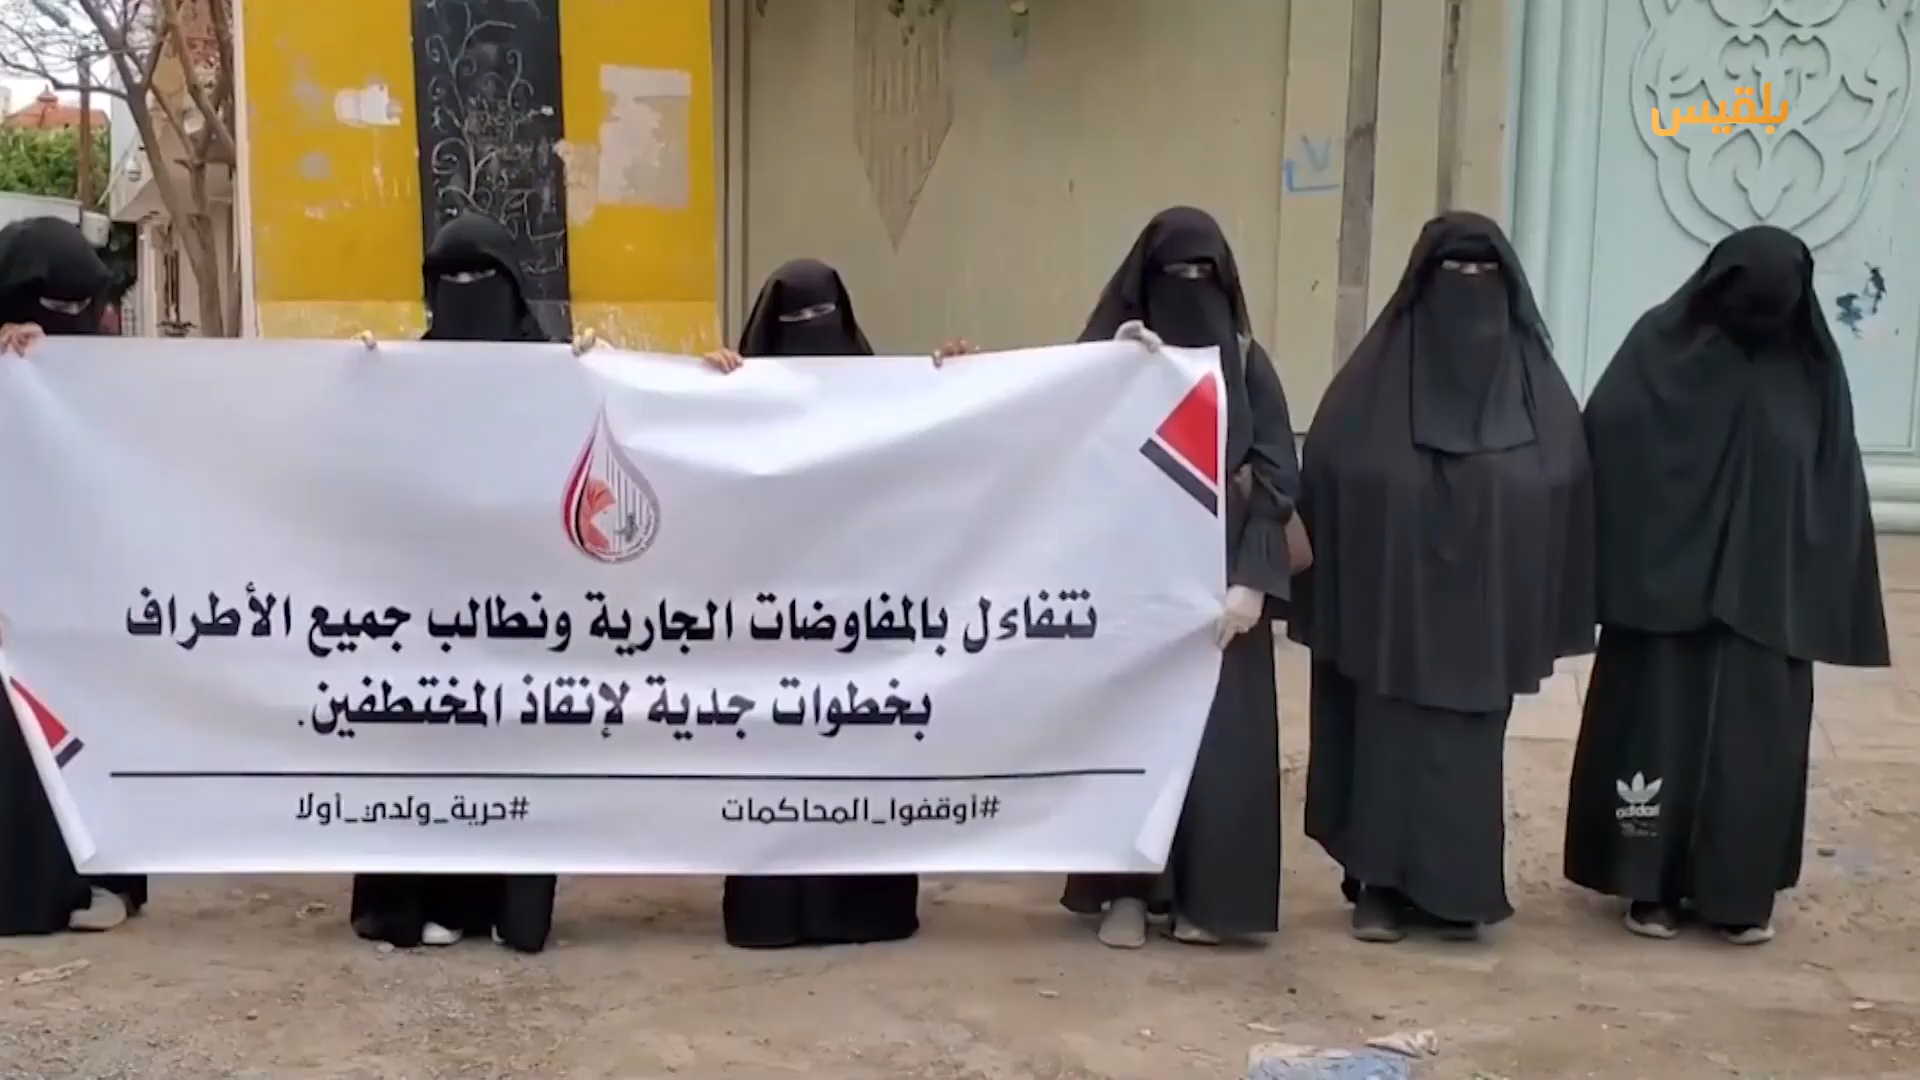 بلقيس
نتفاءل بالمفاوضات الجارية ونطالب جميع الأطراف
بخطوات جدية لإنقاذ المختطفين.
#أوقفوا_المحاكمات #حرية_ولدي_أولا
adidas